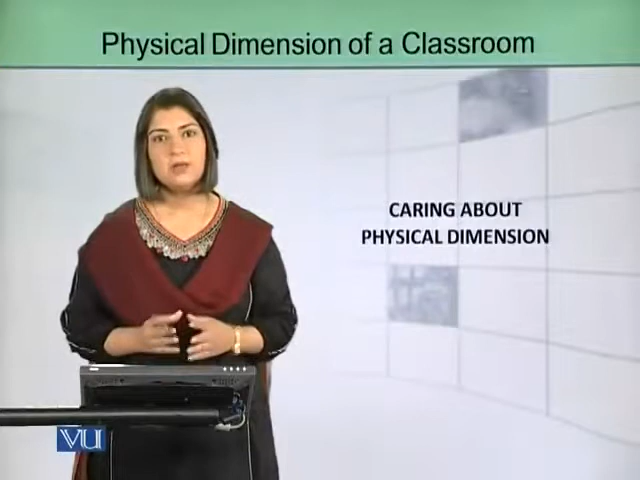 Physical Dimension of a Classroom
CARING ABOUT
PHYSICAL DIMENSION
VU